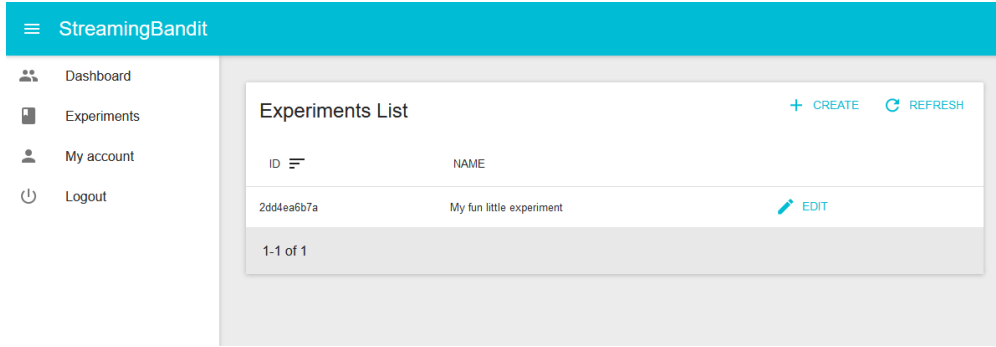 StreamingBandit
Dashboard
Experiments
My account
Logout
Experiments List
CREATE REFRESH
ID NAME
2dd4ea6b7a My fun little experiment EDIT
1-1 of 1